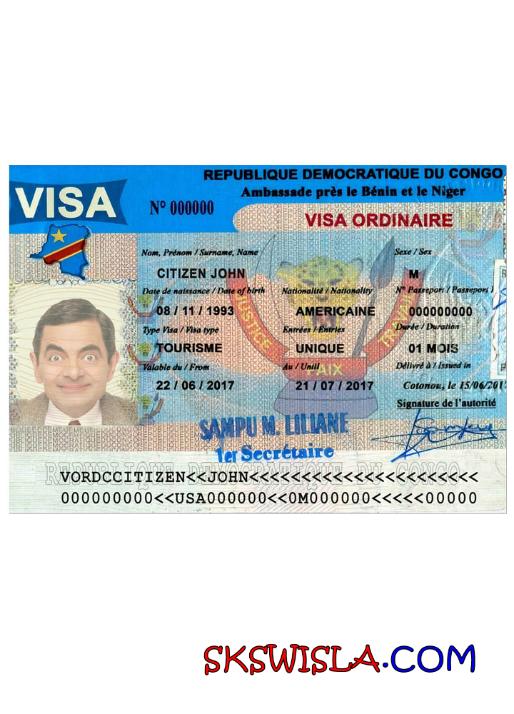 REPUBLIQUE DEMOCRATIQUE DU CONGO
Ambassade près le Bénin et le Niger
VISA
N° 000000
VISA ORDINAIRE
Nom, Prénom / Surname, Name Sexe / Sex
CITIZEN JOHN M
Date de naissance / Date of birth Nationalité / Nationality N° Passeport / Passeport
08 / 11 / 1993 AMERICAINE 000000000
Type Visa / Visa type Entrées / Entries Durée / Duration
TOURISME UNIQUE 01 MOIS
Valable du / From Au / Until Délivré à / Issued in
22 / 06 / 2017 21 / 07 / 2017 Cotonou, le 15/06/201
JUSTICE PAIX TRAVAIL
Signature de l'autorité
SAMPU M. LILIANE
1er Secrétaire
REPUBLIQUE DEMOCRATIQUE DU CONGO
VORDCCITIZEN<<JOHN<<<<<<<<<<<<<<<<<<<<<<
000000000<<USA000000<<0M000000<<<<<00000
SKSWISLA.COM